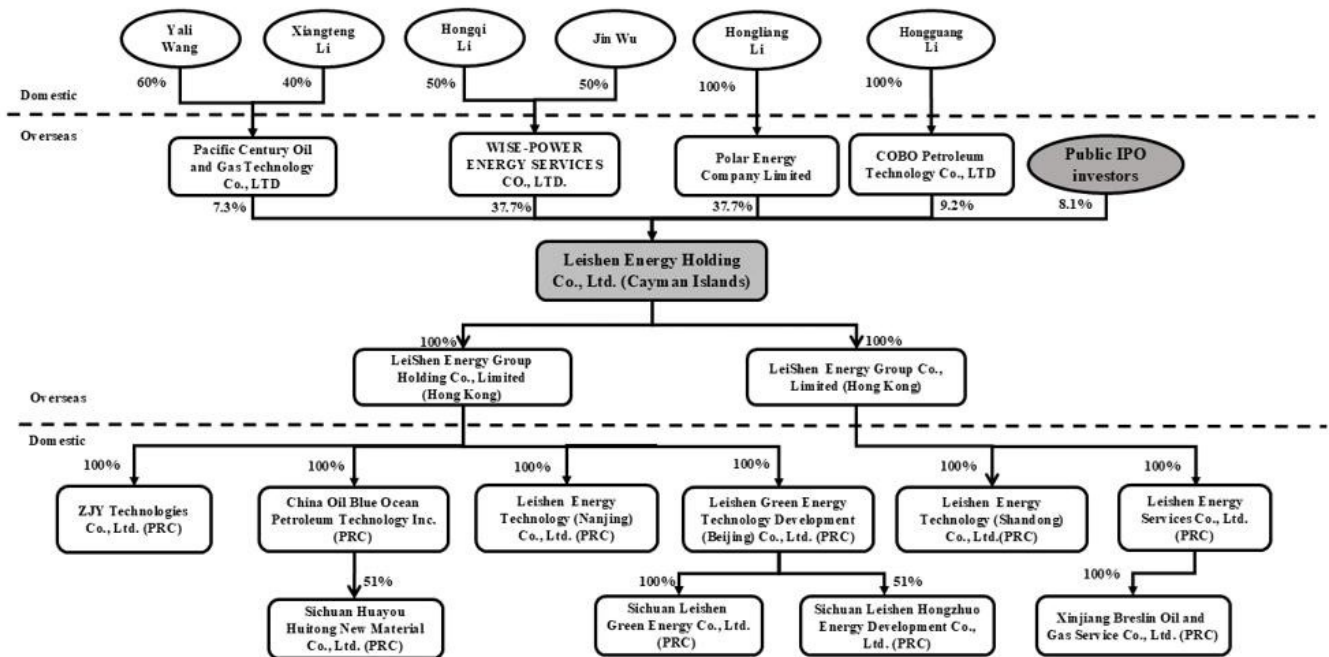 Yali
Wang
Xiangteng
Li
Hongqi
Li
Jin Wu
Hongliang
Li
Hongguang
Li
60%
40%
50%
50%
100%
100%
Domestic
Overseas
Pacific Century Oil
and Gas Technology
Co., LTD
WISE-POWER
ENERGY SERVICES
CO., LTD.
Polar Energy
Company Limited
COBO Petroleum
Technology Co., LTD
Public IPO
investors
7.3%
37.7%
37.7%
9.2%
8.1%
Leishen Energy Holding
Co., Ltd. (Cayman Islands)
100%
100%
LeiShen Energy Group
Holding Co., Limited
(Hong Kong)
LeiShen Energy Group Co.,
Limited (Hong Kong)
Overseas
Domestic
100%
100%
100%
100%
100%
100%
ZJY Technologies
Co., Ltd. (PRC)
China Oil Blue Ocean
Petroleum Technology Inc.
(PRC)
Leishen Energy
Technology (Nanjing)
Co., Ltd. (PRC)
Leishen Green Energy
Technology Development
(Beijing) Co., Ltd. (PRC)
Leishen Energy
Technology (Shandong)
Co., Ltd.(PRC)
Leishen Energy
Services Co., Ltd.
(PRC)
51%
100%
51%
100%
Sichuan Huayou
Huitong New Material
Co., Ltd. (PRC)
Sichuan Leishen
Green Energy Co., Ltd.
(PRC)
Sichuan Leishen Hongzhuo
Energy Development Co.,
Ltd. (PRC)
Xinjiang Breslin Oil and
Gas Service Co., Ltd. (PRC)